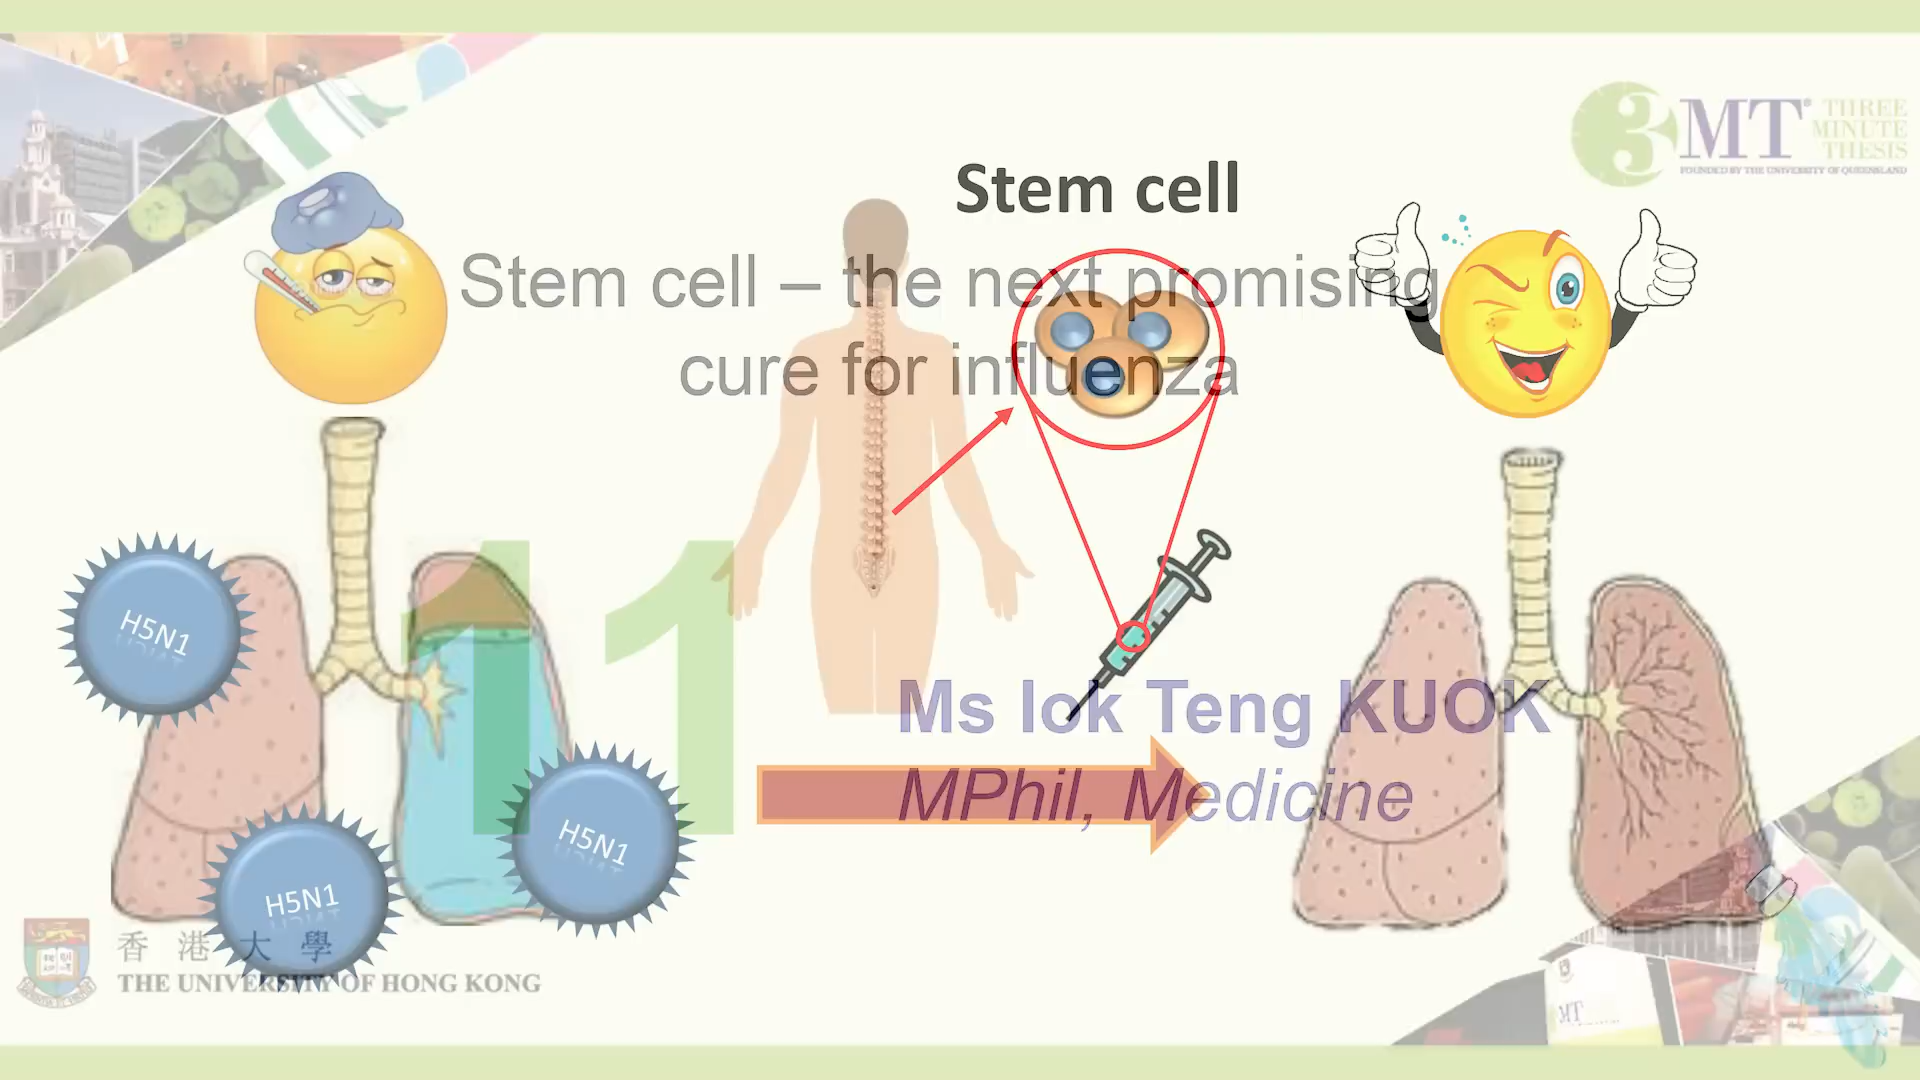 3MT® THREE
MINUTE
THESIS
FOUNDED BY THE UNIVERSITY OF QUEENSLAND
Stem cell
Stem cell – the next promising
cure for influenza
H5N1
11
Ms Iok Teng KUOK
MPhil, Medicine
H5N1
H5N1
香港大學
THE UNIVERSITY OF HONG KONG
MT